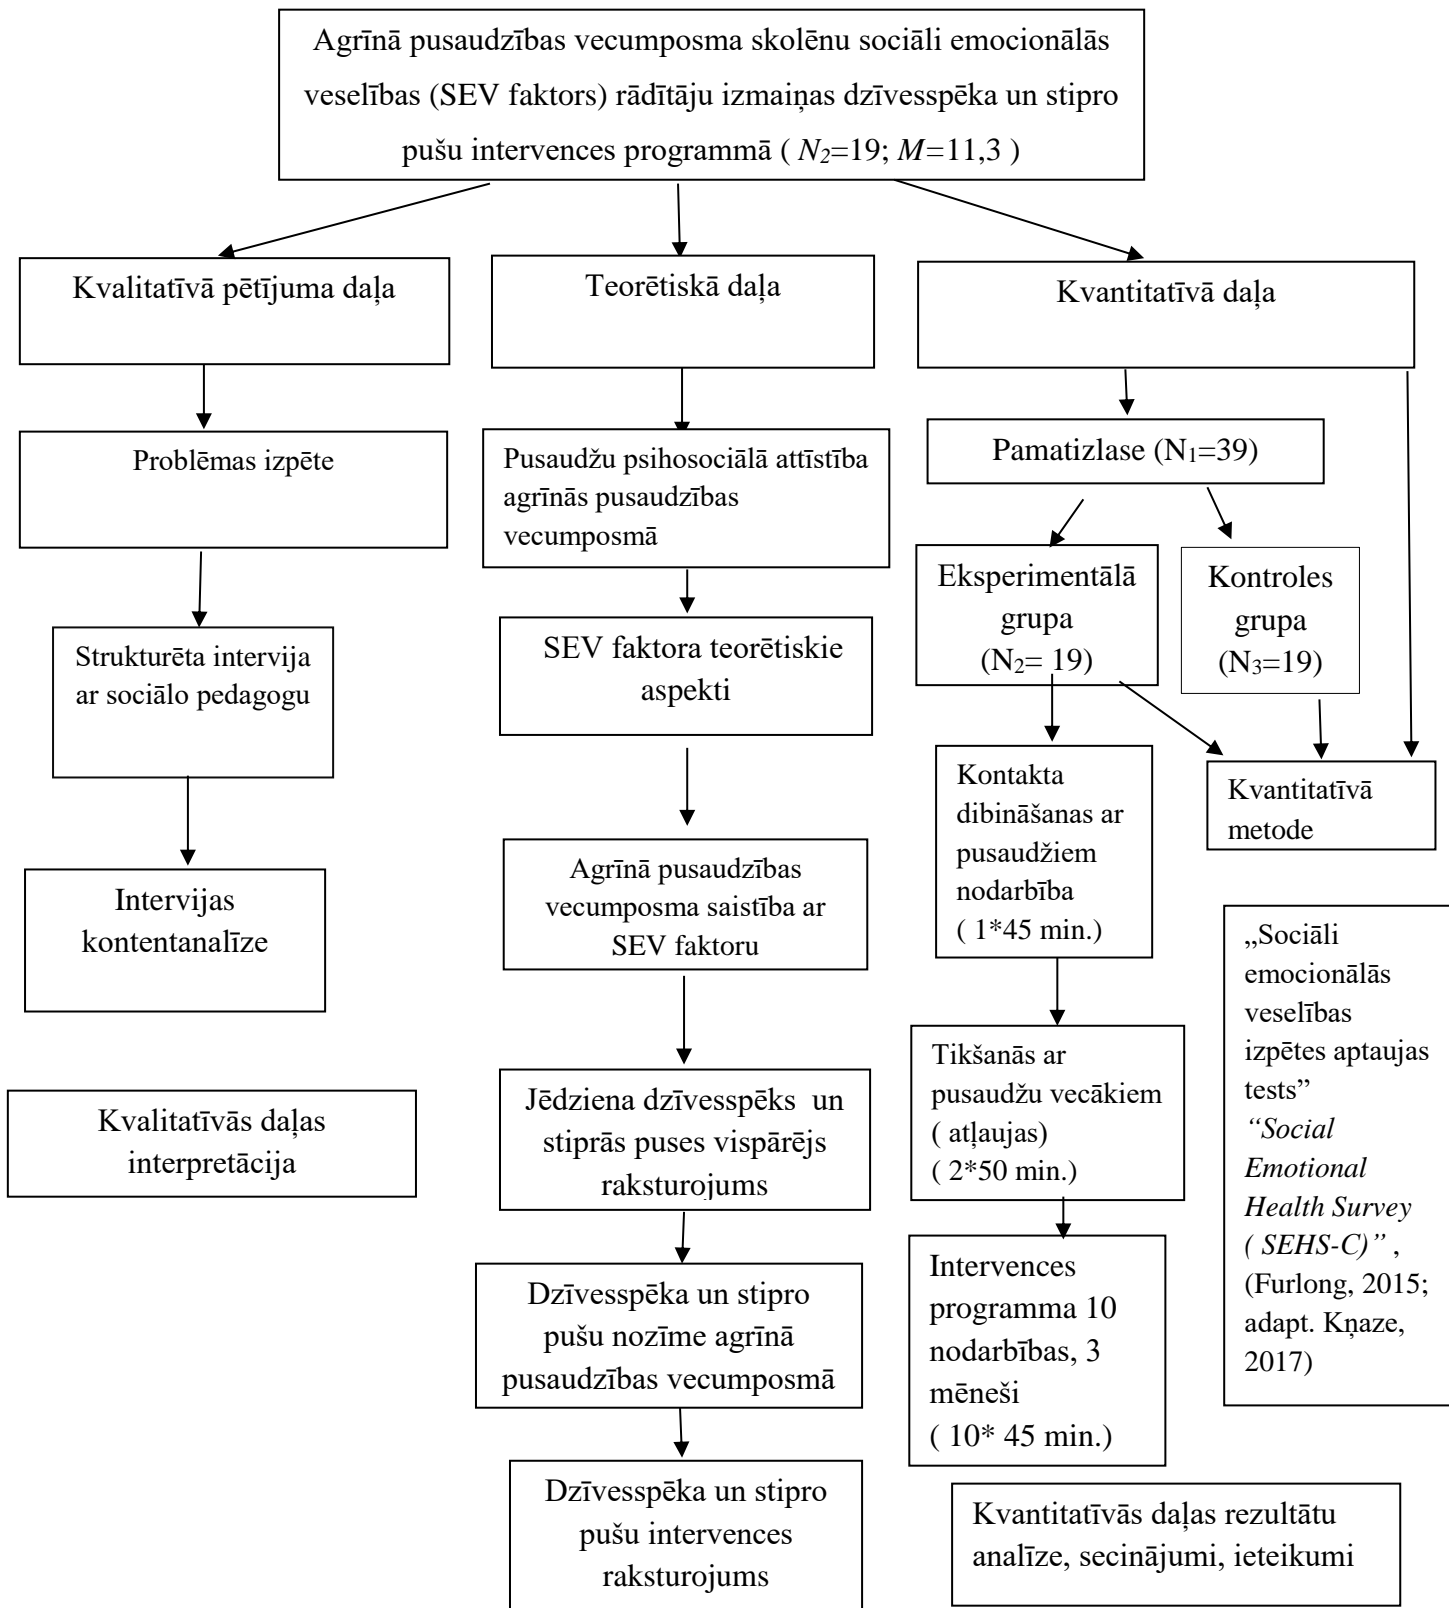 Agrīnā pusaudzības vecumposma skolēnu sociāli emocionālās
veselības (SEV faktors) rādītāju izmaiņas dzīvesspēka un stipro
pušu intervences programmā ( N₂=19; M=11,3 )
Kvalitatīvā pētījuma daļa
Problēmas izpēte
Strukturēta intervija
ar sociālo pedagogu
Intervijas
kontentanalīze
Kvalitatīvās daļas
interpretācija
Teorētiskā daļa
Pusaudžu psihosociālā attīstība
agrīnās pusaudzības
vecumposmā
SEV faktora teorētiskie
aspekti
Agrīnā pusaudzības
vecumposma saistība ar
SEV faktoru
Jēdziena dzīvesspēks un
stiprās puses vispārējs
raksturojums
Dzīvesspēka un stipro
pušu nozīme agrīnā
pusaudzības vecumposmā
Dzīvesspēka un stipro
pušu intervences
raksturojums
Kvantitatīvā daļa
Pamatizlase (N₁=39)
Eksperimentālā
grupa
(N₂= 19)
Kontroles
grupa
(N₃=19)
Kontakta
dibināšanas ar
pusaudžiem
nodarbība
( 1*45 min.)
Tikšanās ar
pusaudžu vecākiem
( atļaujas)
( 2*50 min.)
Intervences
programma 10
nodarbības, 3
mēneši
( 10* 45 min.)
Kvantitatīvā
metode
„Sociāli
emocionālās
veselības
izpētes aptaujas
tests”
“Social
Emotional
Health Survey
( SEHS-C)” ,
(Furlong, 2015;
adapt. Kņaze,
2017)
Kvantitatīvās daļas rezultātu
analīze, secinājumi, ieteikumi